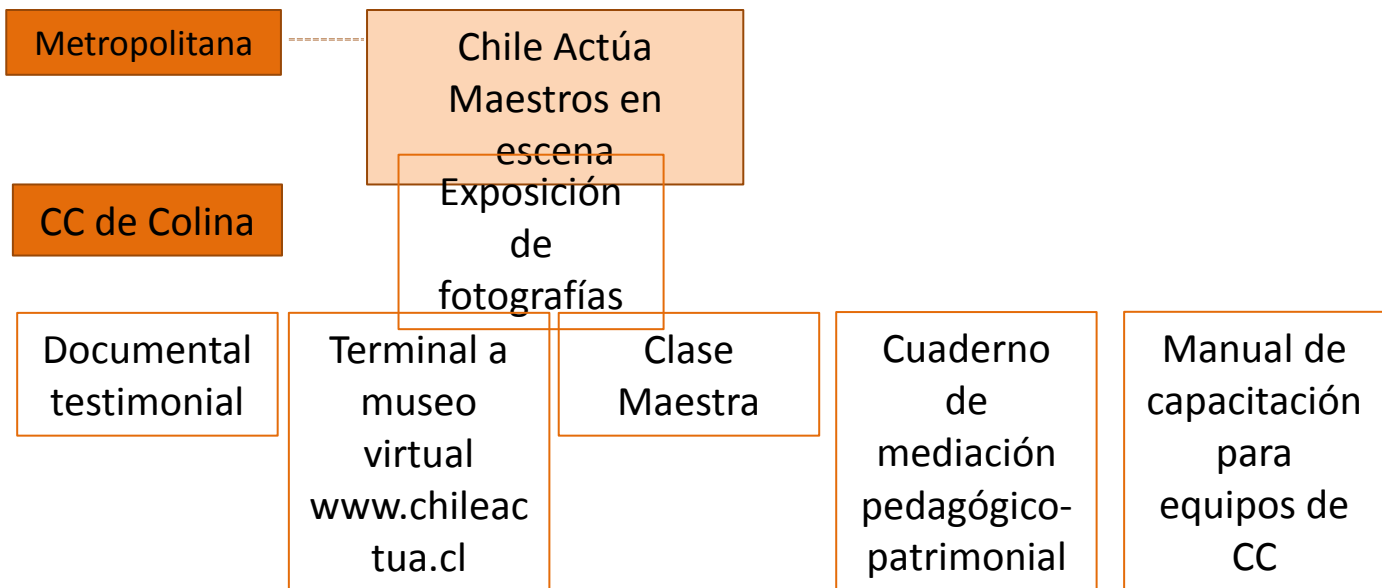 Metropolitana
Chile Actúa
Maestros en
escena
Exposición
de
fotografías
CC de Colina
Documental
testimonial
Terminal a
museo
virtual
www.chileac
tua.cl
Clase
Maestra
Cuaderno
de
mediación
pedagógico-
patrimonial
Manual de
capacitación
para
equipos de
CC